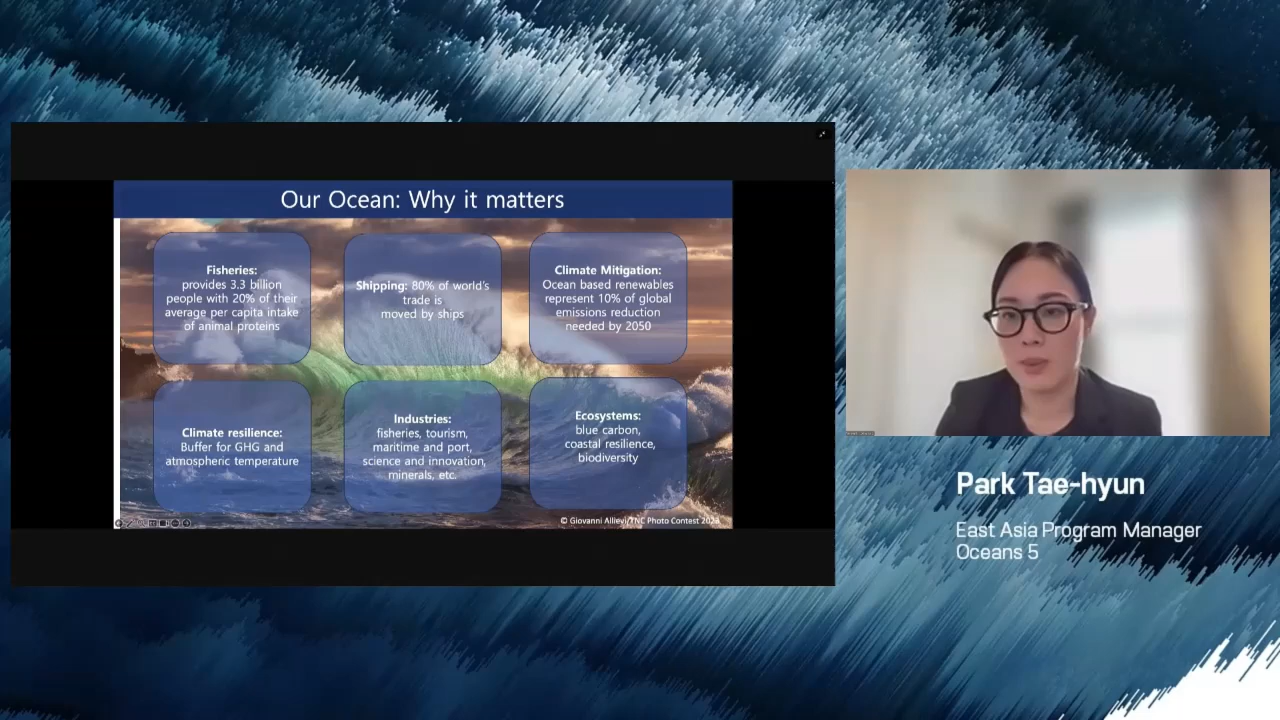 Our Ocean: Why it matters
Fisheries:
provides 3.3 billion
people with 20% of their
average per capita intake
of animal proteins
Shipping: 80% of world's
trade is
moved by ships
Climate Mitigation:
Ocean based renewables
represent 10% of global
emissions reduction
needed by 2050
Climate resilience:
Buffer for GHG and
atmospheric temperature
Industries:
fisheries, tourism,
maritime and port,
science and innovation,
minerals, etc.
Ecosystems:
blue carbon,
coastal resilience,
biodiversity
© Giovanni Allievi/TNC Photo Contest
Park Tae-hyun
East Asia Program Manager
Oceans 5